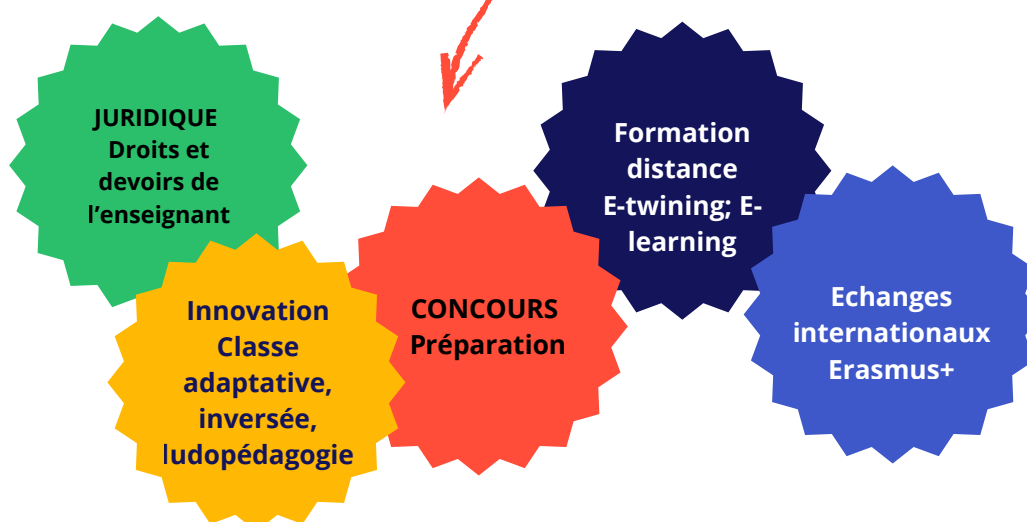 JURIDIQUE
Droits et
devoirs de
l'enseignant
Innovation
Classe
adaptative,
inversée,
ludopédagogie
CONCOURS
Préparation
Formation
distance
E-twining; E-
learning
Echanges
internationaux
Erasmus+